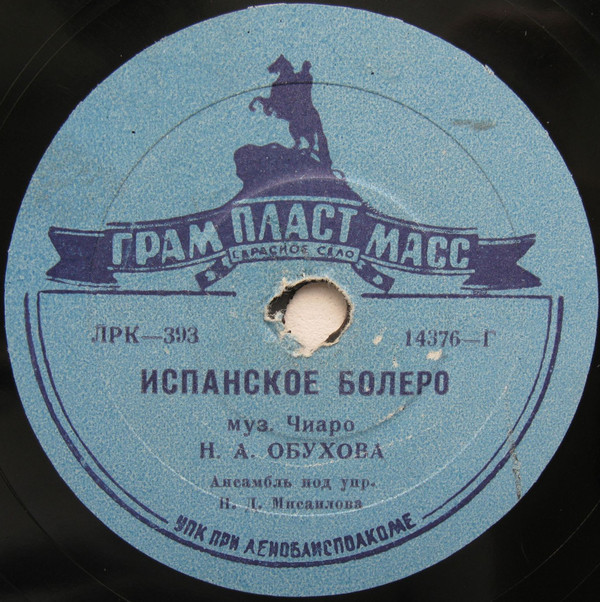 ГРАМ ПЛАСТ МАСС
КРАСНОЕ СЕЛО
ЛРК—393 14376—Г
ИСПАНСКОЕ БОЛЕРО
муз. Чиаро
Н. А. ОБУХОВА
Ансамбль под упр.
Н. Д. Мисаилова
УПК ПРИ ЛЕНОБЛИСПОЛКОМЕ